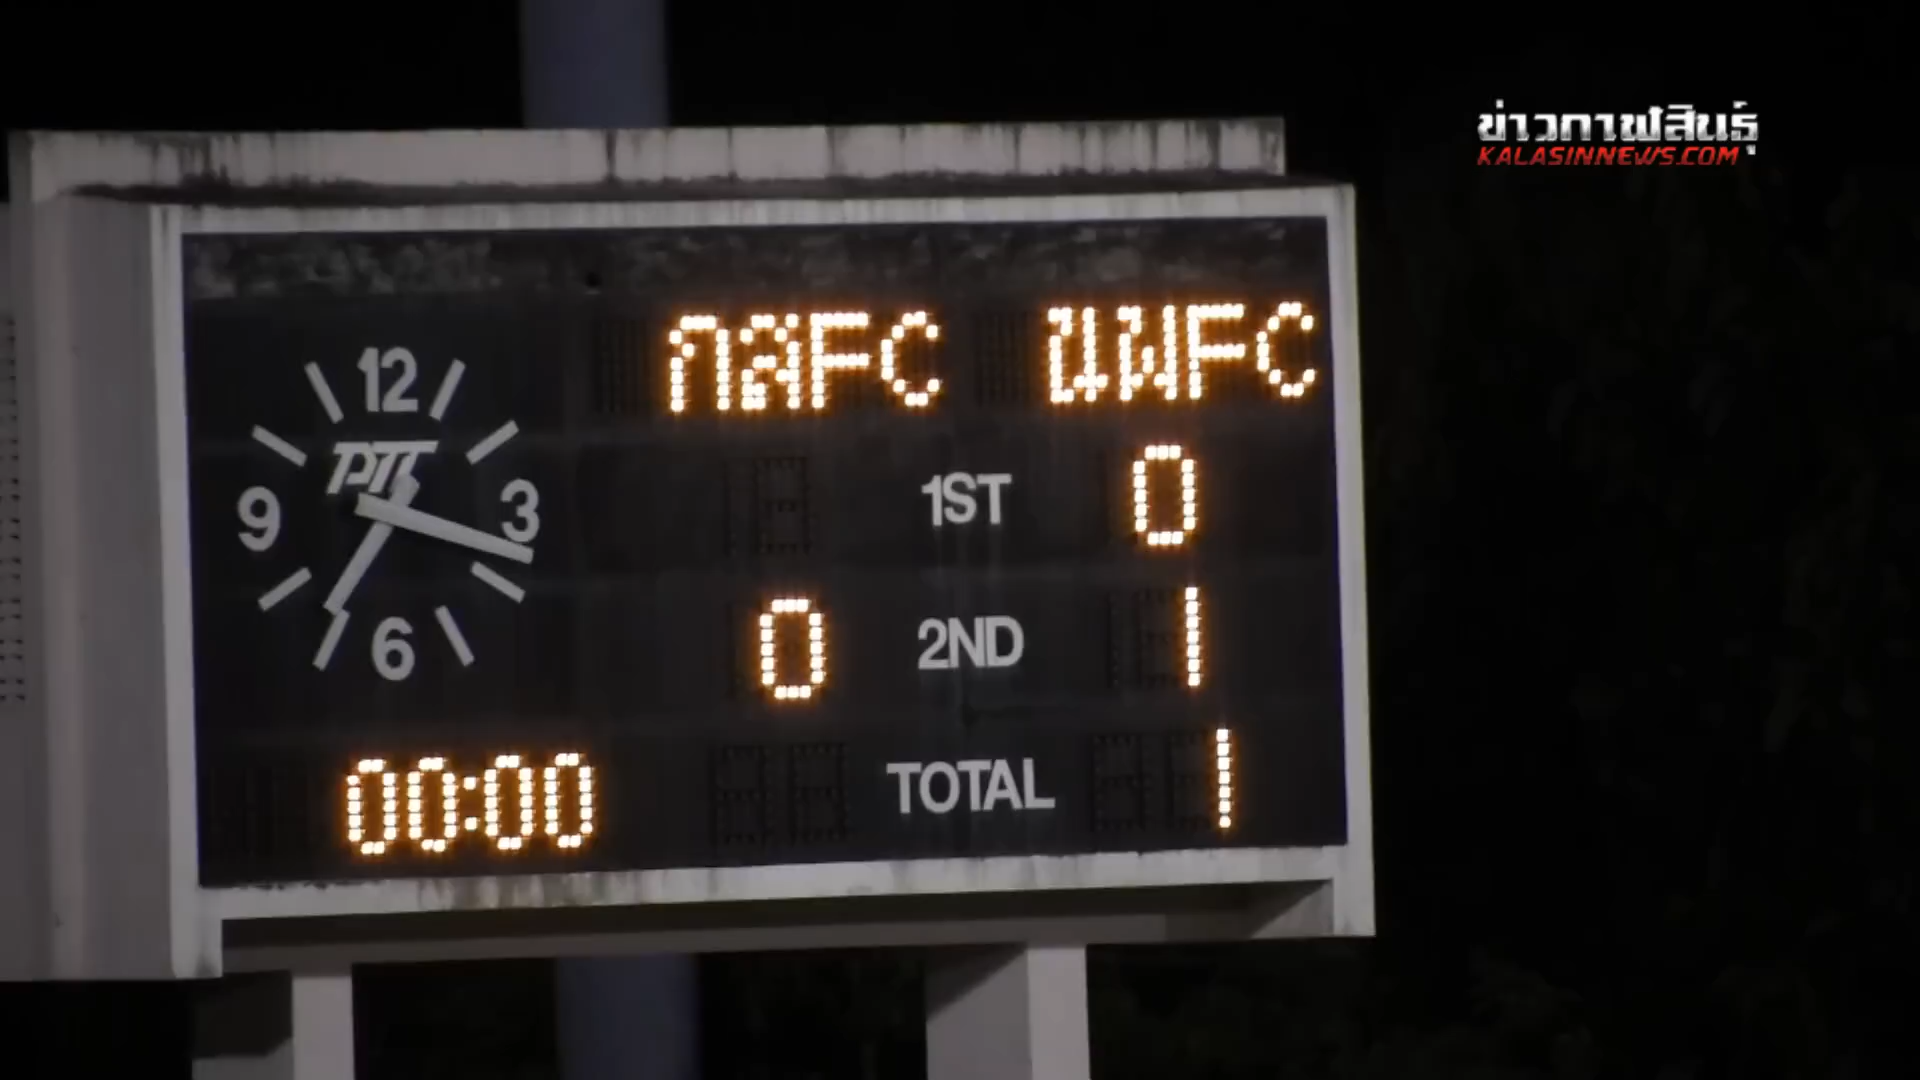 ข่าวกาฬสินธุ์
KALASINNEWS.COM
กสFC นพFC
12
PTT
9 3
6
1ST 0
0 2ND 1
00:00 TOTAL 1